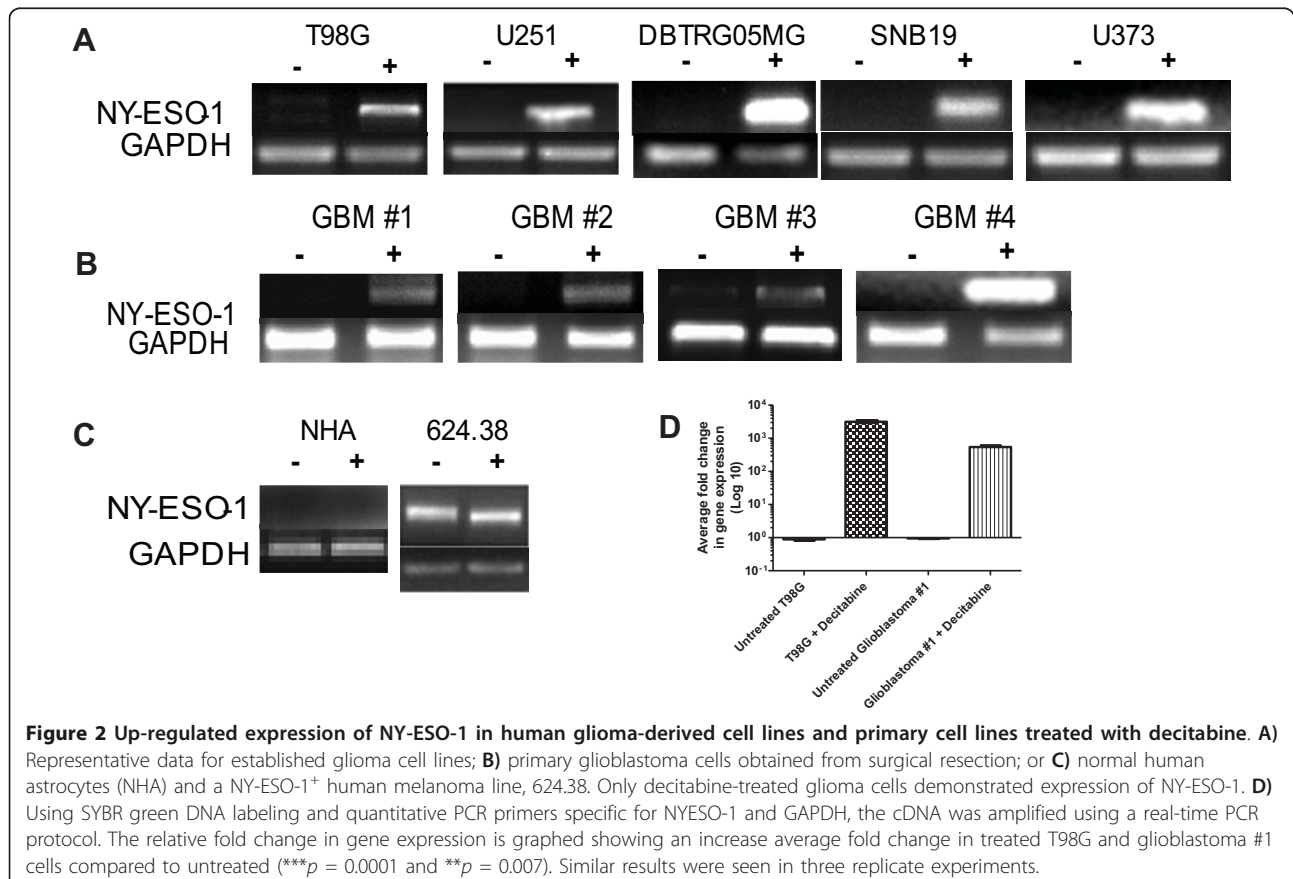 A
T98G U251 DBTRG05MG SNB19 U373
- + - + - + - + - +
NY-ESO-1
GAPDH
GBM #1 GBM #2 GBM #3 GBM #4
B
- + - + - + - +
NY-ESO-1
GAPDH
C
NHA 624.38
- + - +
NY-ESO-1
GAPDH
D
Average fold change
in gene expression
(Log 10)
10⁴
10³
10²
10¹
10⁰
10⁻¹
Untreated T98G
T98G + Decitabine
Untreated Glioblastoma #1
Glioblastoma #1 + Decitabine
Figure 2 Up-regulated expression of NY-ESO-1 in human glioma-derived cell lines and primary cell lines treated with decitabine. A)
Representative data for established glioma cell lines; B) primary glioblastoma cells obtained from surgical resection; or C) normal human
astrocytes (NHA) and a NY-ESO-1⁺ human melanoma line, 624.38. Only decitabine-treated glioma cells demonstrated expression of NY-ESO-1. D)
Using SYBR green DNA labeling and quantitative PCR primers specific for NYESO-1 and GAPDH, the cDNA was amplified using a real-time PCR
protocol. The relative fold change in gene expression is graphed showing an increase average fold change in treated T98G and glioblastoma #1
cells compared to untreated (***p = 0.0001 and **p = 0.007). Similar results were seen in three replicate experiments.